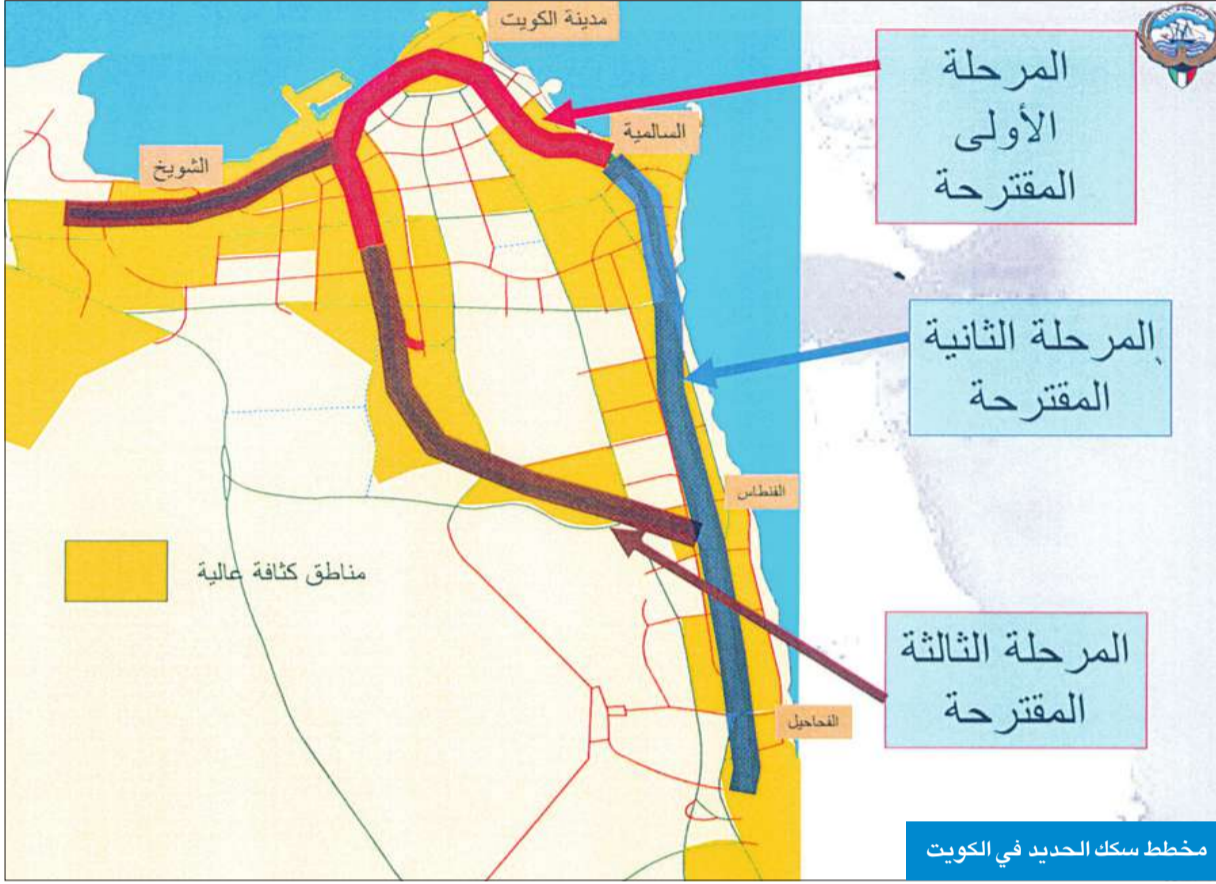 مدينة الكويت
المرحلة
الأولى
المقترحة
السالمية
الشويخ
المرحلة الثانية
المقترحة
الفنطاس
مناطق كثافة عالية
المرحلة الثالثة
المقترحة
الفحاحيل
مخطط سكك الحديد في الكويت